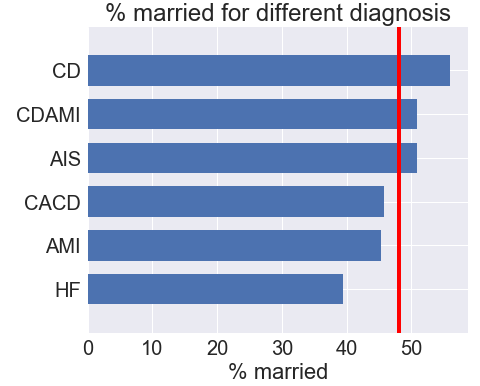 % married for different diagnosis
CD
CDAMI
AIS
CACD
AMI
HF
0 10 20 30 40 50
% married